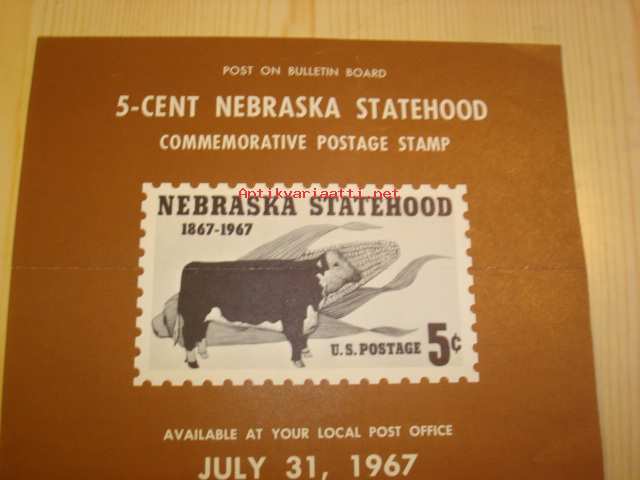 POST ON BULLETIN BOARD
5-CENT NEBRASKA STATEHOOD
COMMEMORATIVE POSTAGE STAMP
Aptikvariaatti.net
NEBRASKA STATEHOOD
1867-1967
U.S. POSTAGE 5¢
AVAILABLE AT YOUR LOCAL POST OFFICE
JULY 31, 1967